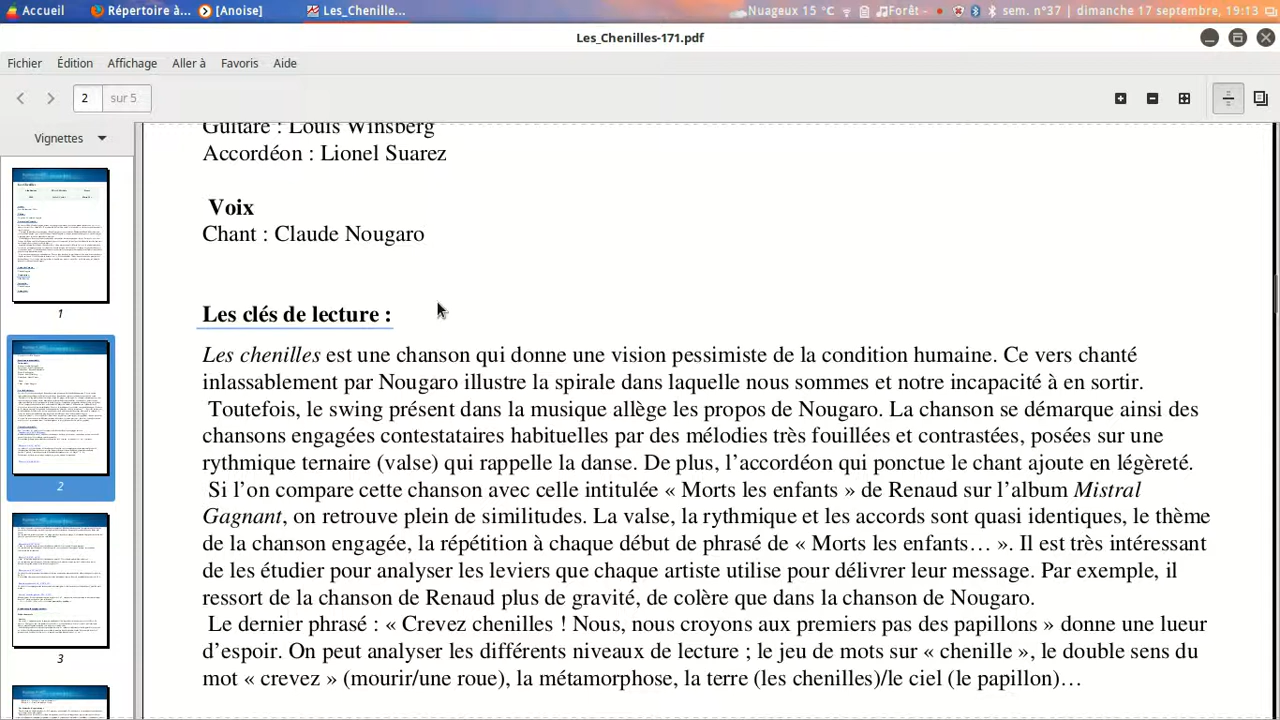 Accueil Répertoire à... [Anoise] Les_Chenille... Nuageux 15 °C Forêt - sem. n°37 | dimanche 17 septembre, 19:13
Les_Chenilles-171.pdf
Fichier Édition Affichage Aller à Favoris Aide
2 sur 5
Vignettes
1
2
3
Guitare : Louis Winsberg
Accordéon : Lionel Suarez
Voix
Chant : Claude Nougaro
Les clés de lecture :
Les chenilles est une chanson qui donne une vision pessimiste de la condition humaine. Ce vers chanté
inlassablement par Nougaro illustre la spirale dans laquelle nous sommes et notre incapacité à en sortir.
Toutefois, le swing présent dans la musique allège les propos de Nougaro. La chanson se démarque ainsi des
chansons engagées contestataires habituelles par des mélodies très fouillées et contrastées, posées sur une
rythmique ternaire (valse) qui rappelle la danse. De plus, l'accordéon qui ponctue le chant ajoute en légèreté.
Si l'on compare cette chanson avec celle intitulée « Morts les enfants » de Renaud sur l'album Mistral
Gagnant, on retrouve plein de similitudes. La valse, la rythmique et les accords sont quasi identiques, le thème
de la chanson engagée, la répétition à chaque début de phrasé de « Morts les enfants… ». Il est très intéressant
de les étudier pour analyser les vers que chaque artiste utilise pour délivrer leur message. Par exemple, il
ressort de la chanson de Renaud plus de gravité, de colère que dans la chanson de Nougaro.
Le dernier phrasé : « Crevez chenilles ! Nous, nous croyons aux premiers pas des papillons » donne une lueur
d'espoir. On peut analyser les différents niveaux de lecture ; le jeu de mots sur « chenille », le double sens du
mot « crevez » (mourir/une roue), la métamorphose, la terre (les chenilles)/le ciel (le papillon)…